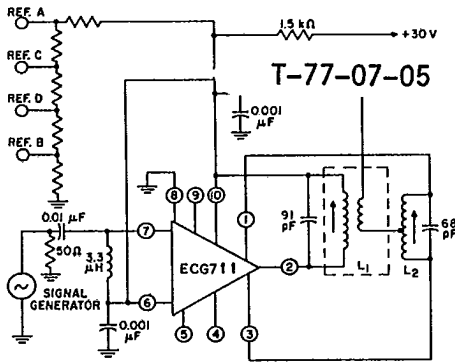 REF. A
REF. C
REF. D
REF. B
1.5 kΩ
+30 V
T-77-07-05
0.001
μF
8
9
10
1
0.01 μF
50Ω
3.3
μH
7
ECG711
2
91
pF
L1
L2
68
pF
SIGNAL
GENERATOR
6
0.001
μF
5
4
3